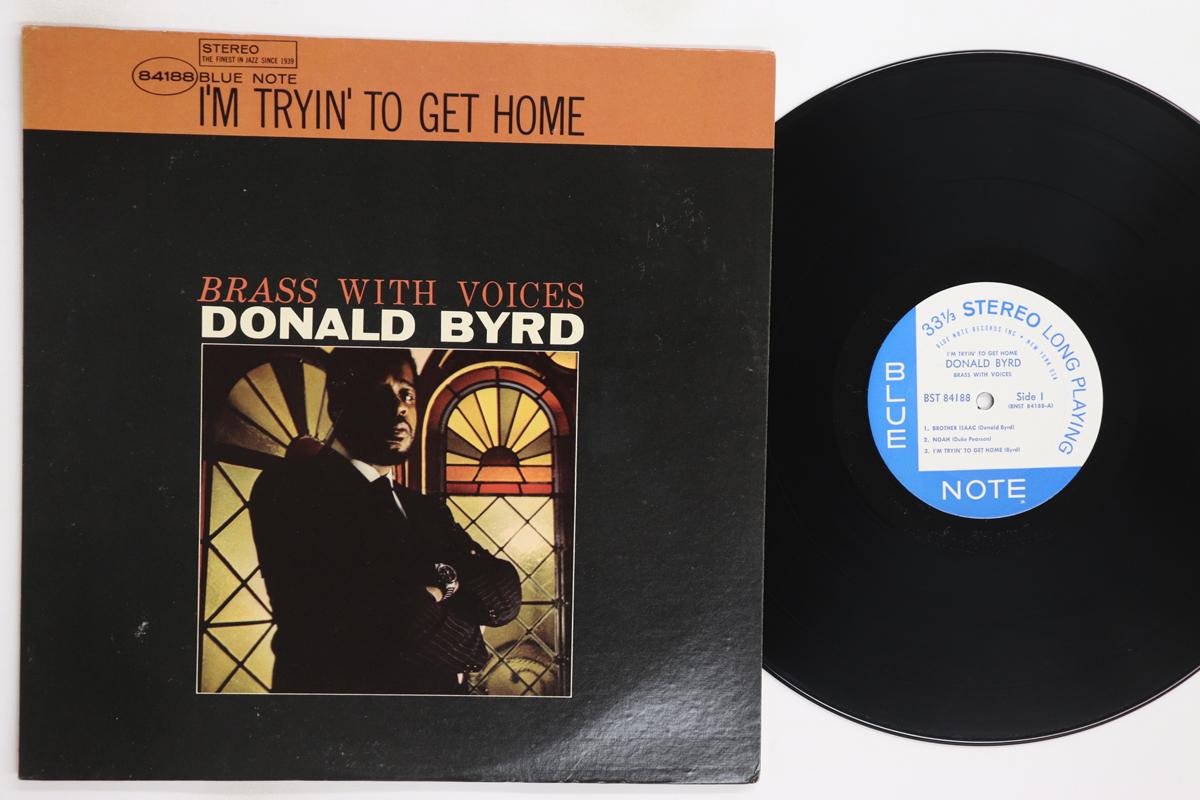 STEREO
THE FINEST IN JAZZ SINCE 1939
84188 BLUE NOTE
I'M TRYIN' TO GET HOME
BRASS WITH VOICES
DONALD BYRD
33⅓ STEREO LONG PLAYING
BLUE NOTE RECORDS INC • NEW YORK USA
I'M TRYIN' TO GET HOME
DONALD BYRD
BRASS WITH VOICES
BST 84188 Side 1
(BNST 84188-A)
1. BROTHER ISAAC (Donald Byrd)
2. NOAH (Duke Pearson)
3. I'M TRYIN' TO GET HOME (Byrd)
BLUE
NOTE